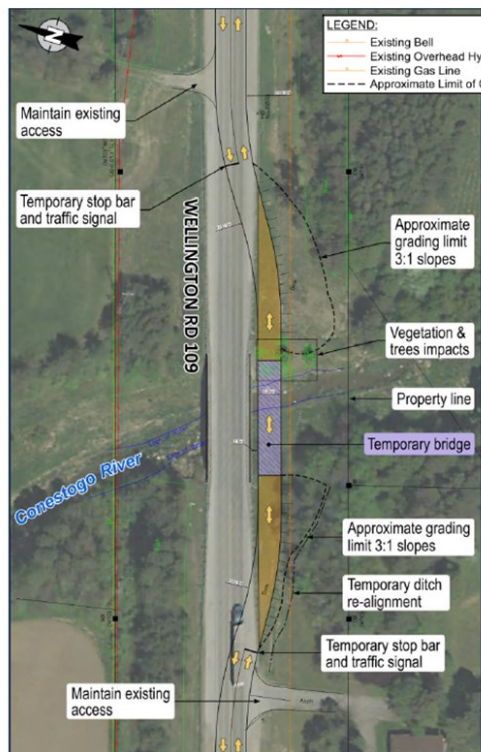 LEGEND:
Existing Bell
Existing Overhead Hy
Existing Gas Line
Approximate Limit of
Maintain existing
access
Temporary stop bar
and traffic signal
WELLINGTON RD 109
Approximate
grading limit
3:1 slopes
Vegetation &
trees impacts
Property line
Temporary bridge
Conestogo River
Approximate grading
limit 3:1 slopes
Temporary ditch
re-alignment
Temporary stop bar
and traffic signal
Maintain existing
access